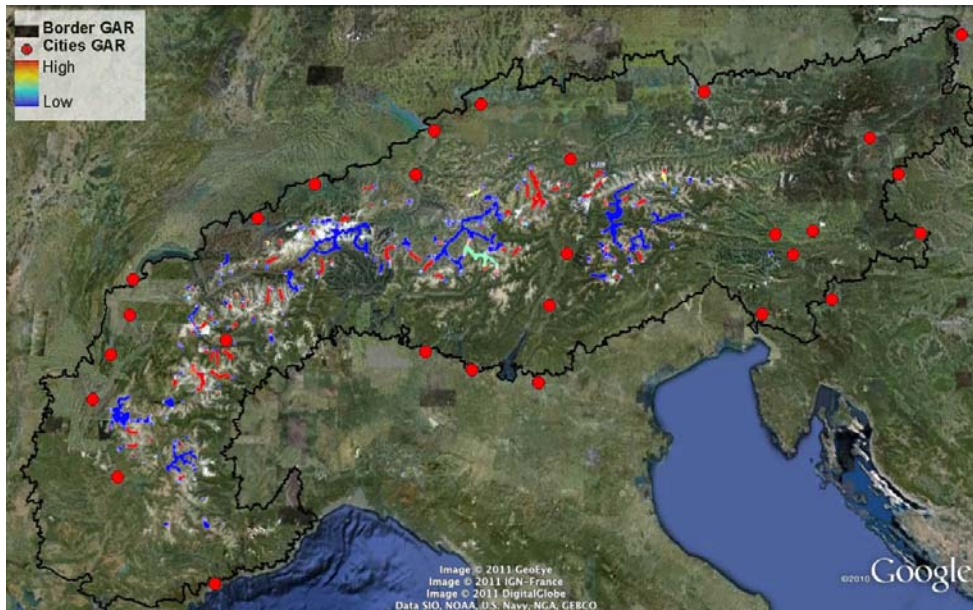 Border GAR
Cities GAR
High
Low
Image © 2011 GeoEye
Image © 2011 IGN-France
Image © 2011 DigitalGlobe
Data SIO, NOAA, U.S. Navy, NGA, GEBCO
©2010 Google